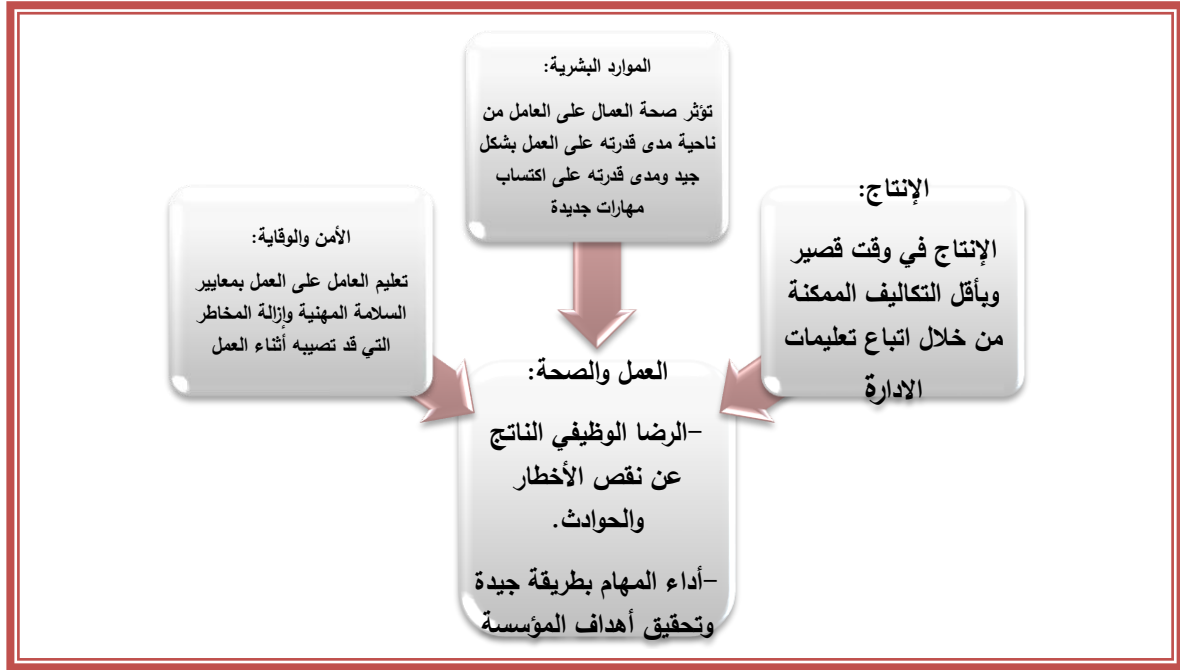 الموارد البشرية:
تؤثر صحة العمال على العامل من
ناحية مدى قدرته على العمل بشكل
جيد ومدى قدرته على اكتساب
مهارات جديدة
الإنتاج:
الإنتاج في وقت قصير
وبأقل التكاليف الممكنة
من خلال اتباع تعليمات
الادارة
الأمن والوقاية:
تعليم العامل على العمل بمعايير
السلامة المهنية وإزالة المخاطر
التي قد تصيبه أثناء العمل
العمل والصحة:
-الرضا الوظيفي الناتج
عن نقص الأخطار
والحوادث.
-أداء المهام بطريقة جيدة
وتحقيق أهداف المؤسسة